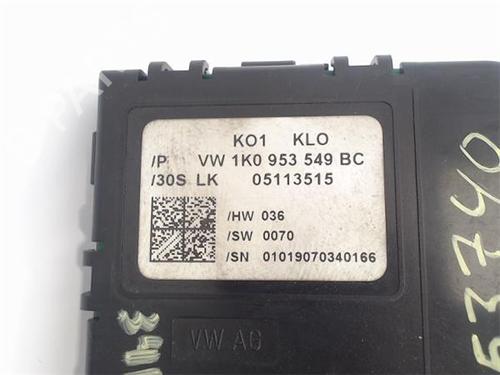 KO1 KLO
/P. VW 1K0 953 549 BC
/30S LK 05113515
/HW 036
/SW 0070
/SN 01019070340166
VW AG